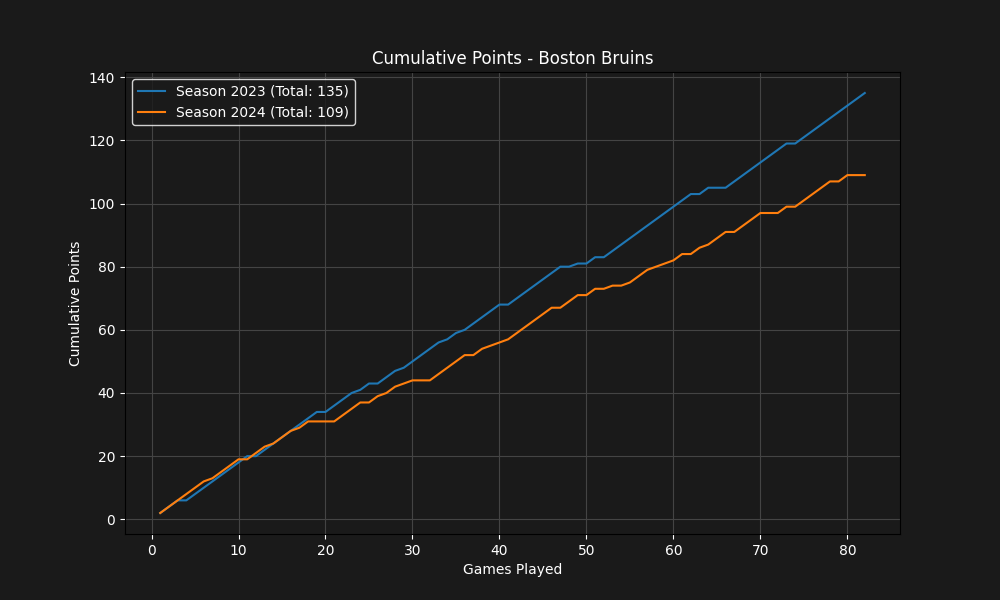 Cumulative Points - Boston Bruins
Season 2023 (Total: 135)
Season 2024 (Total: 109)
140
120
100
80
60
40
20
0
Cumulative Points
0 10 20 30 40 50 60 70 80
Games Played